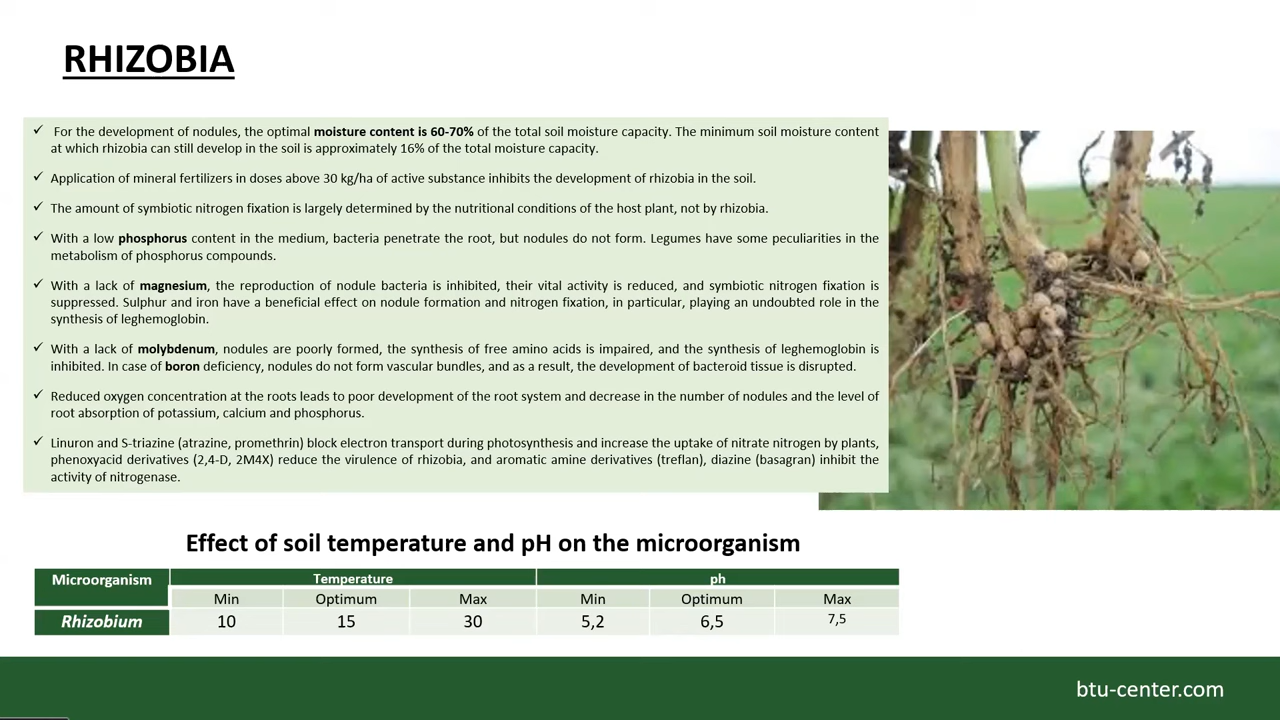 RHIZOBIA
✓ For the development of nodules, the optimal moisture content is 60-70% of the total soil moisture capacity. The minimum soil moisture content
at which rhizobia can still develop in the soil is approximately 16% of the total moisture capacity.
✓ Application of mineral fertilizers in doses above 30 kg/ha of active substance inhibits the development of rhizobia in the soil.
✓ The amount of symbiotic nitrogen fixation is largely determined by the nutritional conditions of the host plant, not by rhizobia.
✓ With a low phosphorus content in the medium, bacteria penetrate the root, but nodules do not form. Legumes have some peculiarities in the
metabolism of phosphorus compounds.
✓ With a lack of magnesium, the reproduction of nodule bacteria is inhibited, their vital activity is reduced, and symbiotic nitrogen fixation is
suppressed. Sulphur and iron have a beneficial effect on nodule formation and nitrogen fixation, in particular, playing an undoubted role in the
synthesis of leghemoglobin.
✓ With a lack of molybdenum, nodules are poorly formed, the synthesis of free amino acids is impaired, and the synthesis of leghemoglobin is
inhibited. In case of boron deficiency, nodules do not form vascular bundles, and as a result, the development of bacteroid tissue is disrupted.
✓ Reduced oxygen concentration at the roots leads to poor development of the root system and decrease in the number of nodules and the level of
root absorption of potassium, calcium and phosphorus.
✓ Linuron and S-triazine (atrazine, promethrin) block electron transport during photosynthesis and increase the uptake of nitrate nitrogen by plants,
phenoxyacid derivatives (2,4-D, 2M4X) reduce the virulence of rhizobia, and aromatic amine derivatives (treflan), diazine (basagran) inhibit the
activity of nitrogenase.
Effect of soil temperature and pH on the microorganism
Microorganism Temperature ph
Min Optimum Max Min Optimum Max
Rhizobium 10 15 30 5,2 6,5 7,5
btu-center.com